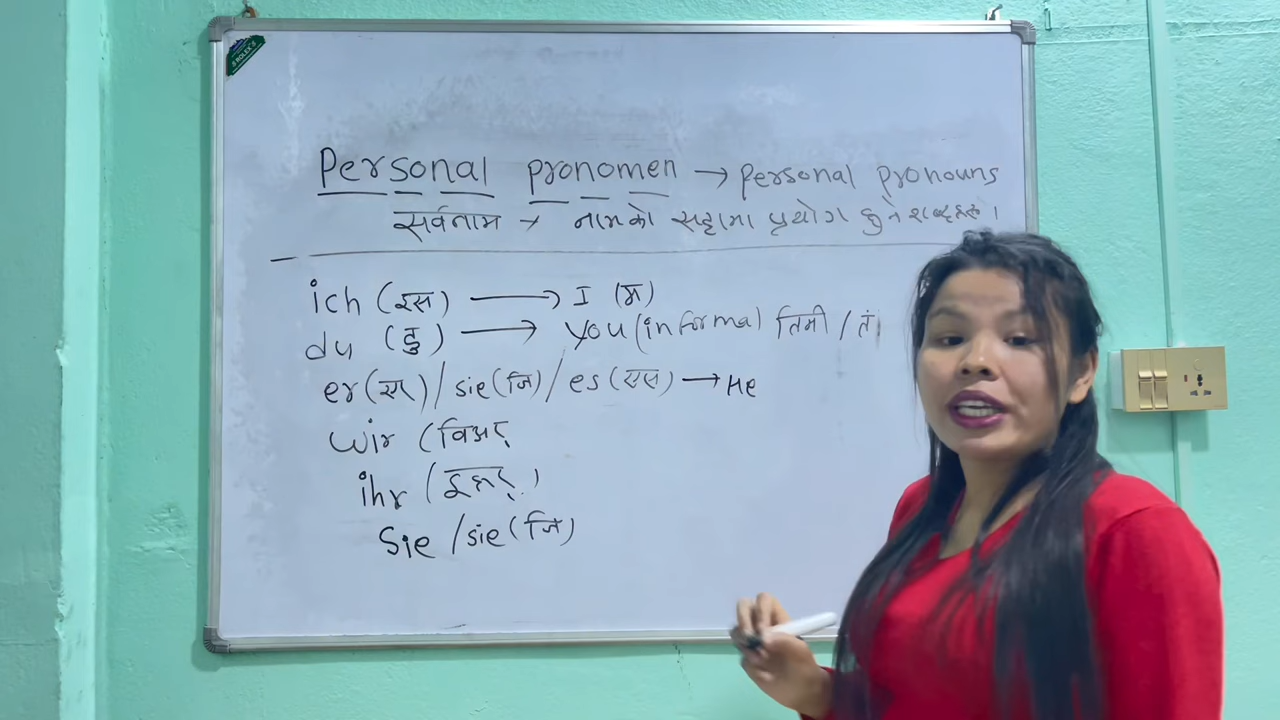 Personal pronomen → personal pronouns
सर्वनाम → नामको सट्टामा प्रयोग हुने शब्दहरू।
ich (इस) → I (म)
du (डु) → you (informal तिमी / तँ
er (एर) / sie (जि) / es (एस) → He
wir (विअर्
ihr (इहर्)
Sie / sie (जि)